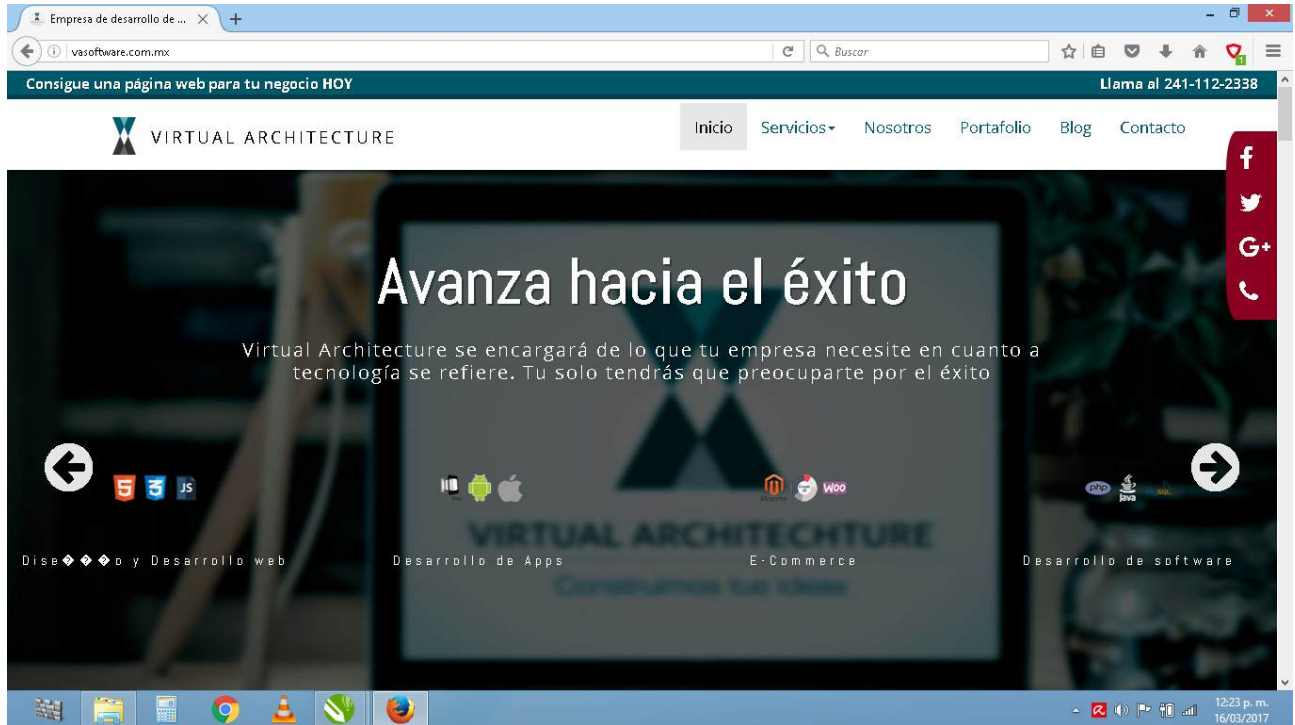 Empresa de desarrollo de ...
vasoftware.com.mx
Buscar
1
Consigue una página web para tu negocio HOY
Llama al 241-112-2338
VIRTUAL ARCHITECTURE
Inicio Servicios Nosotros Portafolio Blog Contacto
f
G+
Avanza hacia el éxito
Virtual Architecture se encargará de lo que tu empresa necesite en cuanto a
tecnología se refiere. Tu solo tendrás que preocuparte por el éxito
5 3 JS
WOO
php Java
VIRTUAL ARCHITECHTURE
Dise���o y Desarrollo web
Desarrollo de Apps
E-Commerce
Desarrollo de software
Construimos tus ideas
12:23 p. m.
16/03/2017